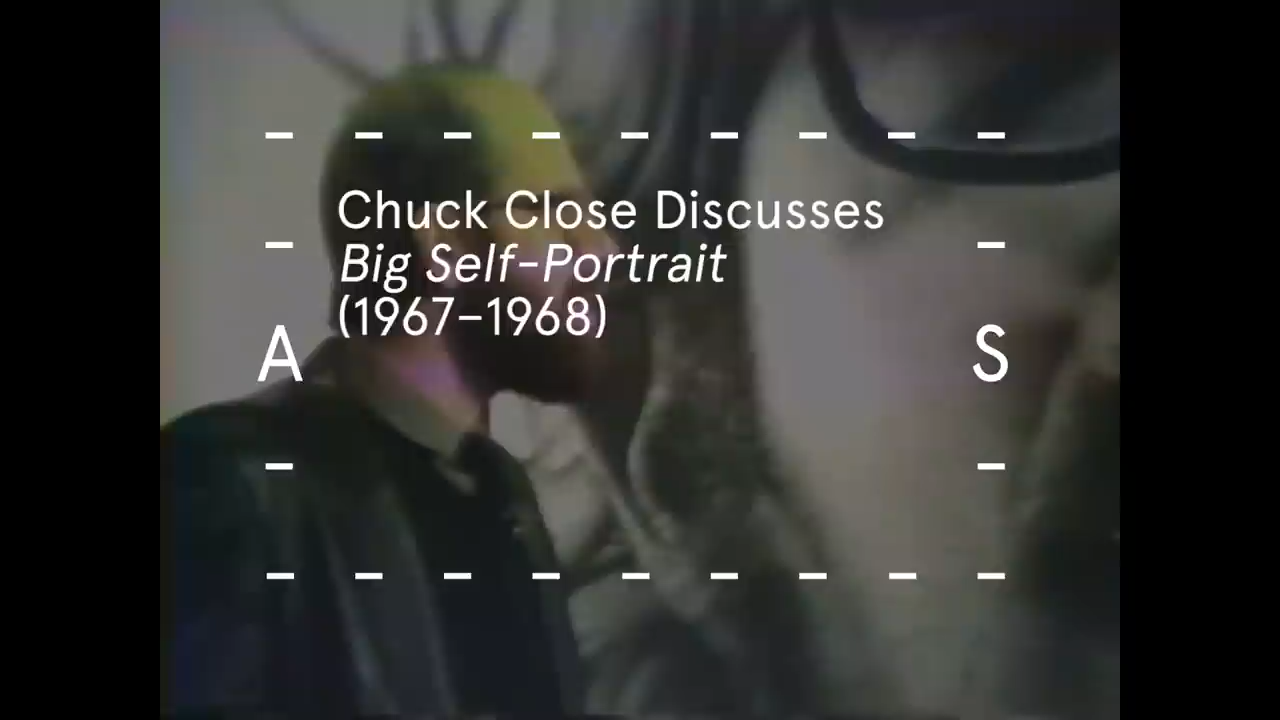 Chuck Close Discusses
Big Self-Portrait
(1967–1968)
A S